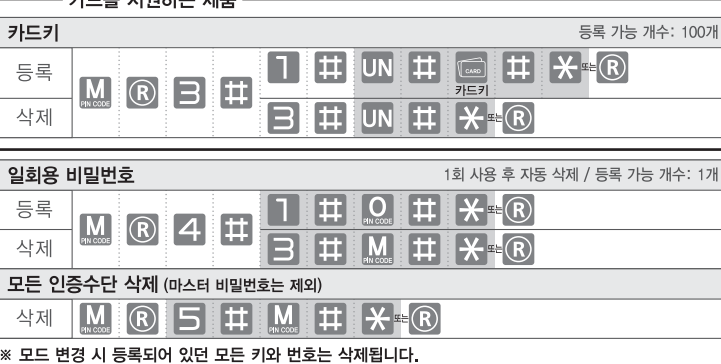 카드를 지원하는 제품
카드키 등록 가능 개수: 100개
등록 M PIN CODE R 3 # 1 # UN # CARD 카드키 # * 또는 R
삭제 3 # UN # * 또는 R
일회용 비밀번호 1회 사용 후 자동 삭제 / 등록 가능 개수: 1개
등록 M PIN CODE R 4 # 1 # O PIN CODE # * 또는 R
삭제 3 # M PIN CODE # * 또는 R
모든 인증수단 삭제 (마스터 비밀번호는 제외)
삭제 M PIN CODE R 5 # M PIN CODE # * 또는 R
※ 모드 변경 시 등록되어 있던 모든 키와 번호는 삭제됩니다.